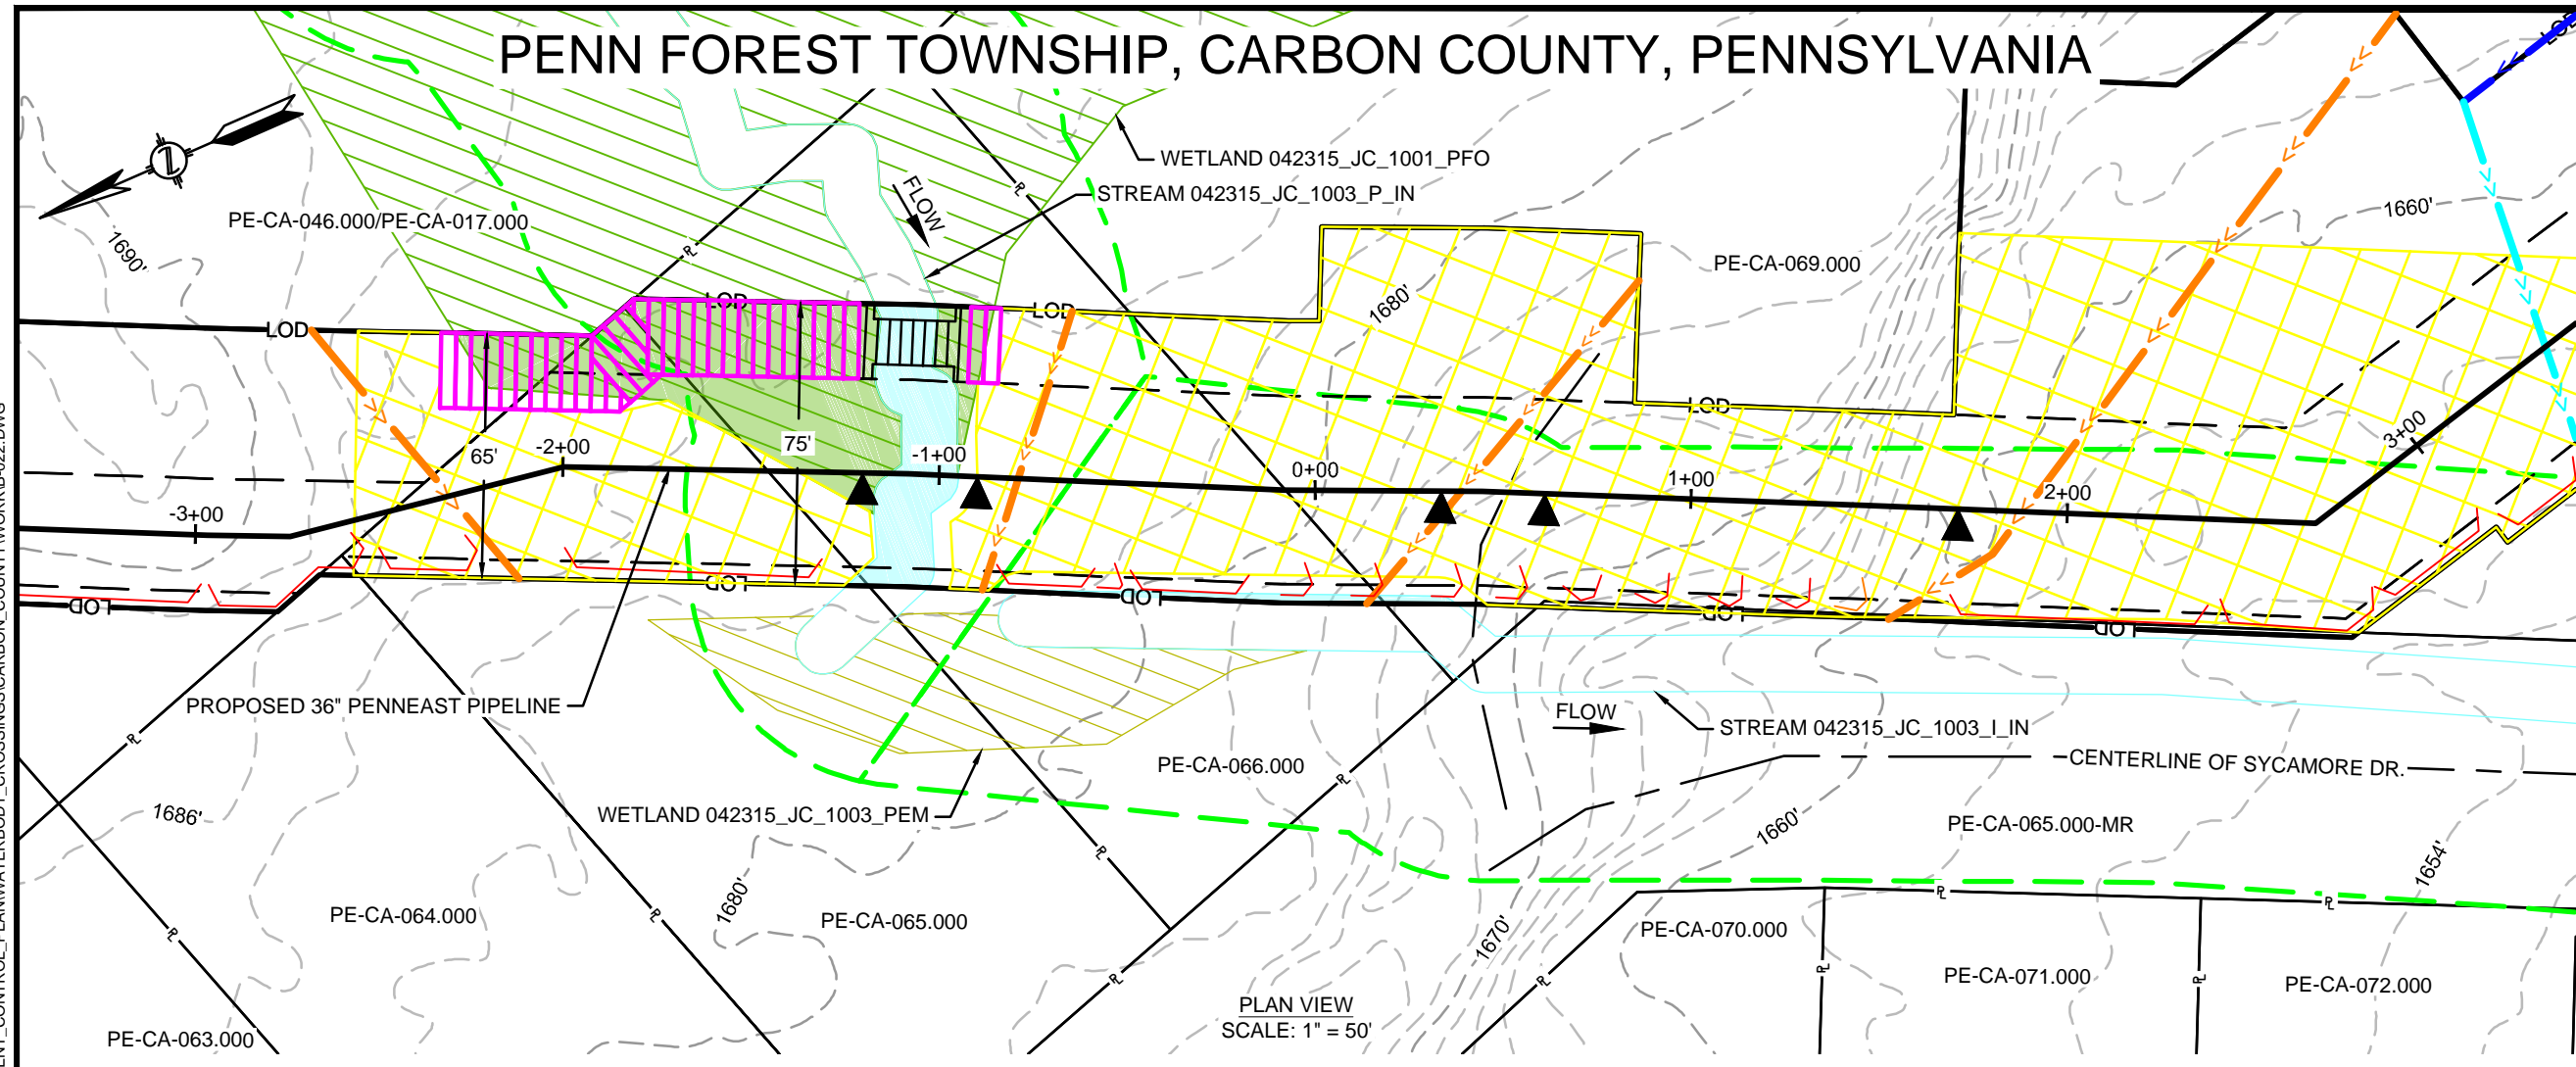 PENN FOREST TOWNSHIP, CARBON COUNTY, PENNSYLVANIA
LOD
WETLAND 042315_JC_1001_PFO
STREAM 042315_JC_1003_P_IN
FLOW
PE-CA-046.000/PE-CA-017.000
1690'
1660'
PE-CA-069.000
1680'
LOD
LOD
LOD
LOD
3+00
65'
-2+00
75'
-1+00
0+00
1+00
2+00
-3+00
LOD
LOD
LOD
LOD
LOD
PROPOSED 36" PENNEAST PIPELINE
FLOW
STREAM 042315_JC_1003_I_IN
CENTERLINE OF SYCAMORE DR.
PE-CA-066.000
WETLAND 042315_JC_1003_PEM
1686'
1660'
PE-CA-065.000-MR
1654'
1680'
PE-CA-064.000
PE-CA-065.000
1670'
PE-CA-070.000
PE-CA-071.000
PE-CA-072.000
PLAN VIEW
SCALE: 1" = 50'
PE-CA-063.000